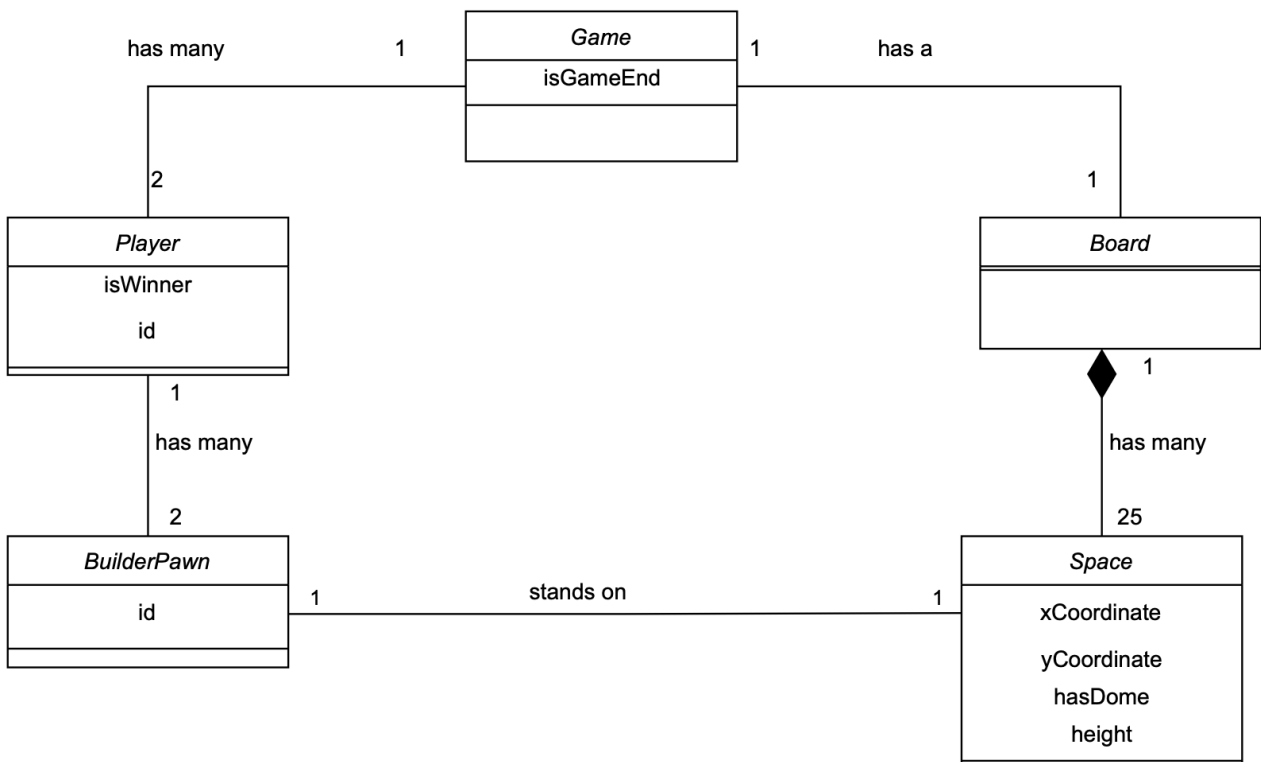 Game
has many
1
1
has a
isGameEnd
2
1
Player
Board
isWinner
id
1
1
has many
has many
2
25
BuilderPawn
Space
id
1
stands on
1
xCoordinate
yCoordinate
hasDome
height